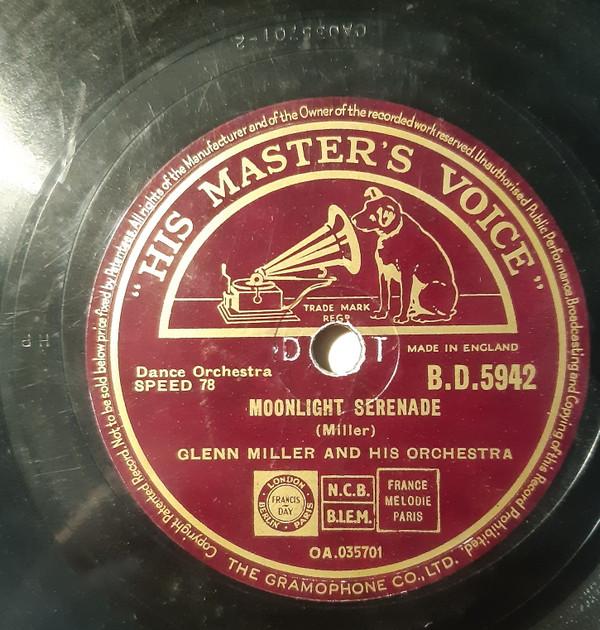 OA035701-2
Copyright Patented Record. Not to be sold below price fixed by Patentees. All rights of the Manufacturer and of the Owner of the recorded work reserved. Unauthorised Public Performance, Broadcasting and Copying of this Record Prohibited.
"HIS MASTER'S VOICE"
TRADE MARK
REGD
MADE IN ENGLAND
Dance Orchestra
SPEED 78
B.D.5942
MOONLIGHT SERENADE
(Miller)
GLENN MILLER AND HIS ORCHESTRA
LONDON
FRANCIS DAY
BERLIN PARIS
N.C.B.
B.I.E.M.
FRANCE
MELODIE
PARIS
OA.035701
THE GRAMOPHONE CO., LTD.